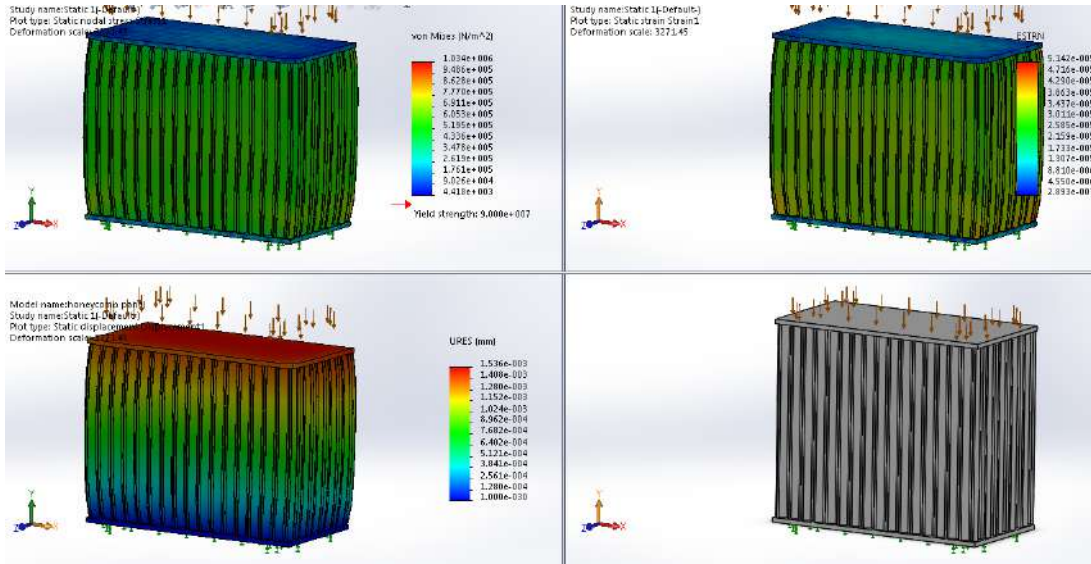 Study name:Static 1(-Default-)
Plot type: Static nodal stress
Deformation scale:
von Mises (N/m^2)
1.034e+006
9.486e+005
8.628e+005
7.770e+005
6.911e+005
6.053e+005
5.195e+005
4.336e+005
3.478e+005
2.619e+005
1.761e+005
9.026e+004
4.418e+003
Yield strength: 9.000e+007
Y
Z
X
Study name:Static 1(-Default-)
Plot type: Static strain Strain1
Deformation scale: 3271.45
ESTRN
5.142e-005
4.716e-005
4.290e-005
3.863e-005
3.437e-005
3.011e-005
2.585e-005
2.159e-005
1.733e-005
1.307e-005
8.810e-006
4.550e-006
2.893e-007
Y
Z
X
Model name:honeycomb
Study name:Static 1(-Default-)
Plot type: Static displacement
Deformation scale:
URES (mm)
1.536e-003
1.408e-003
1.280e-003
1.152e-003
1.024e-003
8.962e-004
7.682e-004
6.402e-004
5.121e-004
3.841e-004
2.561e-004
1.280e-004
1.000e-030
Y
Z
X
Y
Z
X